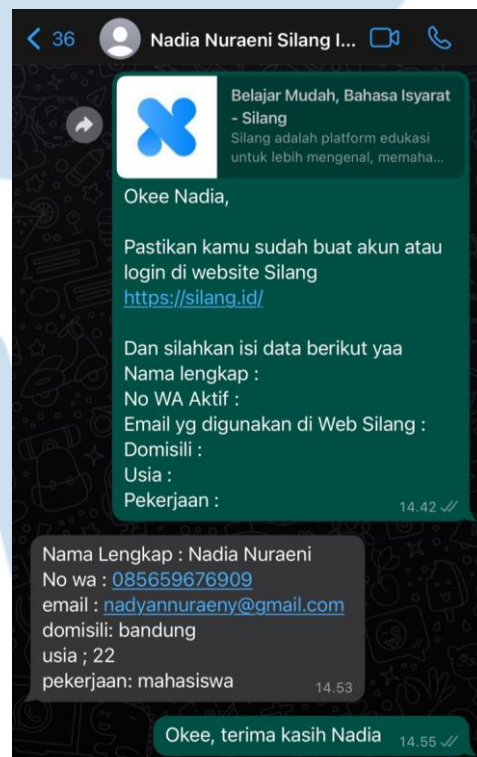 36 Nadia Nuraeni Silang I...
Belajar Mudah, Bahasa Isyarat
- Silang
Silang adalah platform edukasi
untuk lebih mengenal, memaha...
Okee Nadia,
Pastikan kamu sudah buat akun atau
login di website Silang
https://silang.id/
Dan silahkan isi data berikut yaa
Nama lengkap :
No WA Aktif :
Email yg digunakan di Web Silang :
Domisili :
Usia :
Pekerjaan :
14.42
Nama Lengkap : Nadia Nuraeni
No wa : 085659676909
email : nadyannuraeny@gmail.com
domisili: bandung
usia ; 22
pekerjaan: mahasiswa
14.53
Okee, terima kasih Nadia 14.55